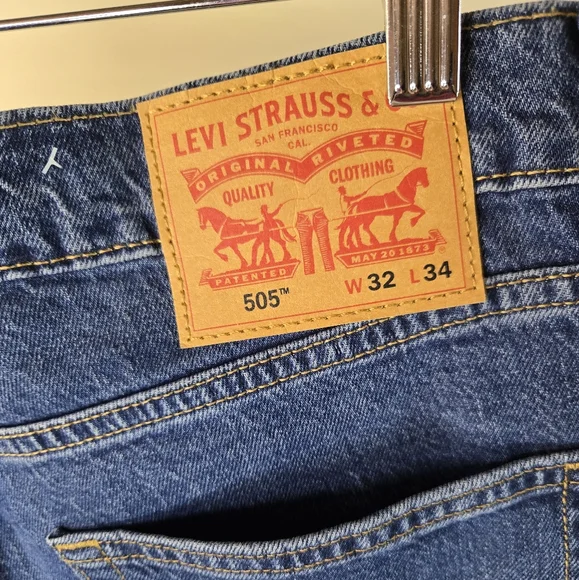 LEVI STRAUSS &
SAN FRANCISCO
CAL.
ORIGINAL RIVETED
QUALITY CLOTHING
PATENTED MAY 20 1873
505™ W 32 L 34